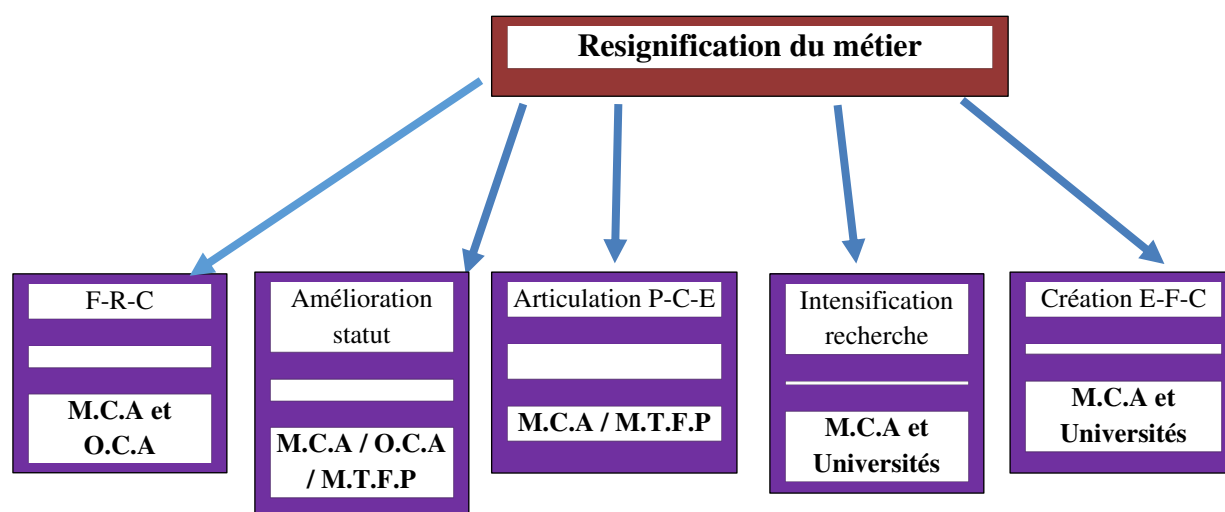 Resignification du métier
F-R-C
M.C.A et
O.C.A
Amélioration
statut
M.C.A / O.C.A
/ M.T.F.P
Articulation P-C-E
M.C.A / M.T.F.P
Intensification
recherche
M.C.A et
Universités
Création E-F-C
M.C.A et
Universités